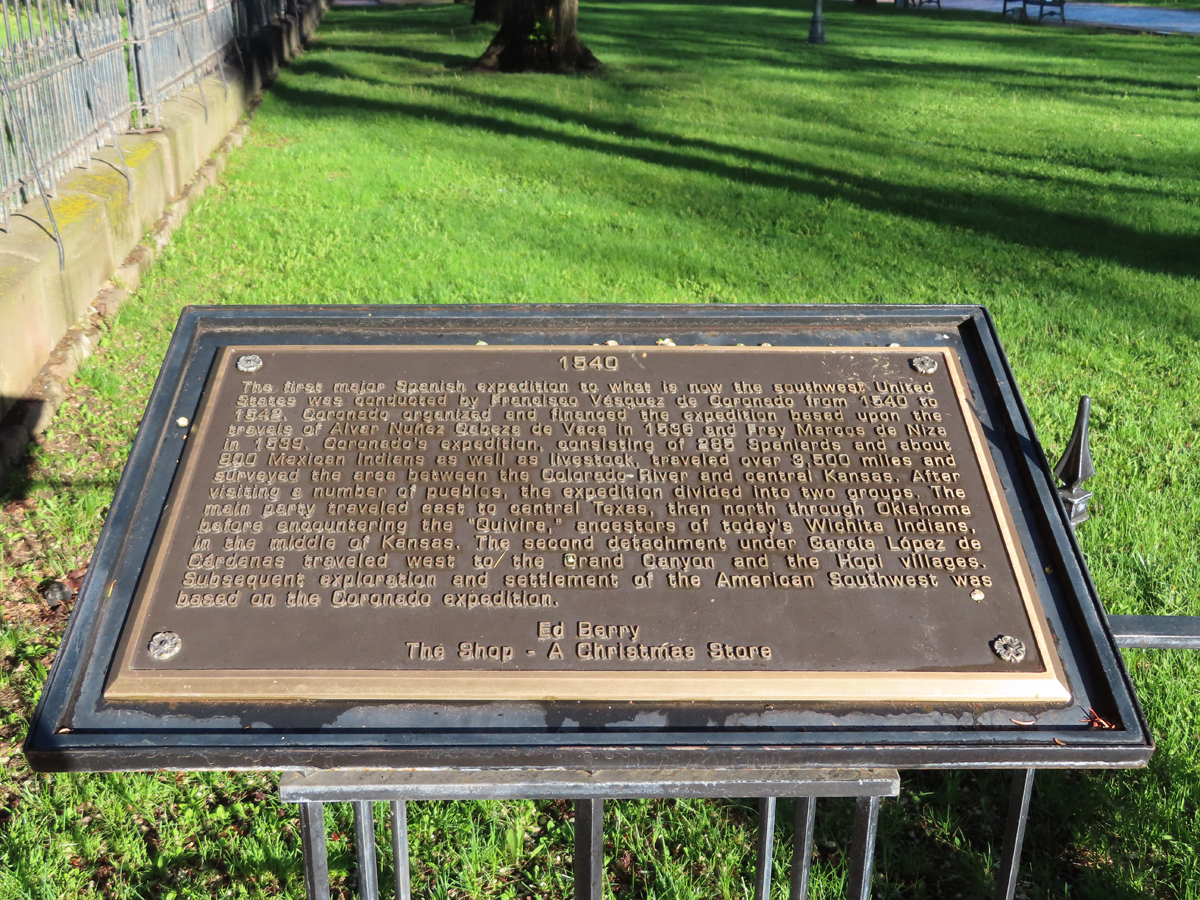 1540
The first major Spanish expedition to what is now the southwest United
States was conducted by Francisco Vásquez de Coronado from 1540 to
1542. Coronado organized and financed the expedition based upon the
travels of Alvar Nuñez Cabeza de Vaca in 1536 and Fray Marcos de Niza
in 1539. Coronado's expedition, consisting of 285 Spaniards and about
800 Mexican Indians as well as livestock, traveled over 3,500 miles and
surveyed the area between the Colorado River and central Kansas. After
visiting a number of pueblos, the expedition divided into two groups. The
main party traveled east to central Texas, then north through Oklahoma
before encountering the "Quivira," ancestors of today's Wichita Indians,
in the middle of Kansas. The second detachment under García López de
Cárdenas traveled west to the Grand Canyon and the Hopi villages.
Subsequent exploration and settlement of the American Southwest was
based on the Coronado expedition.
Ed Berry
The Shop - A Christmas Store